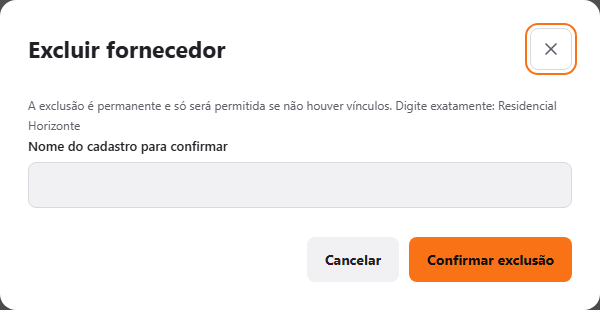 Excluir fornecedor
A exclusão é permanente e só será permitida se não houver vínculos. Digite exatamente: Residencial
Horizonte
Nome do cadastro para confirmar
Cancelar
Confirmar exclusão